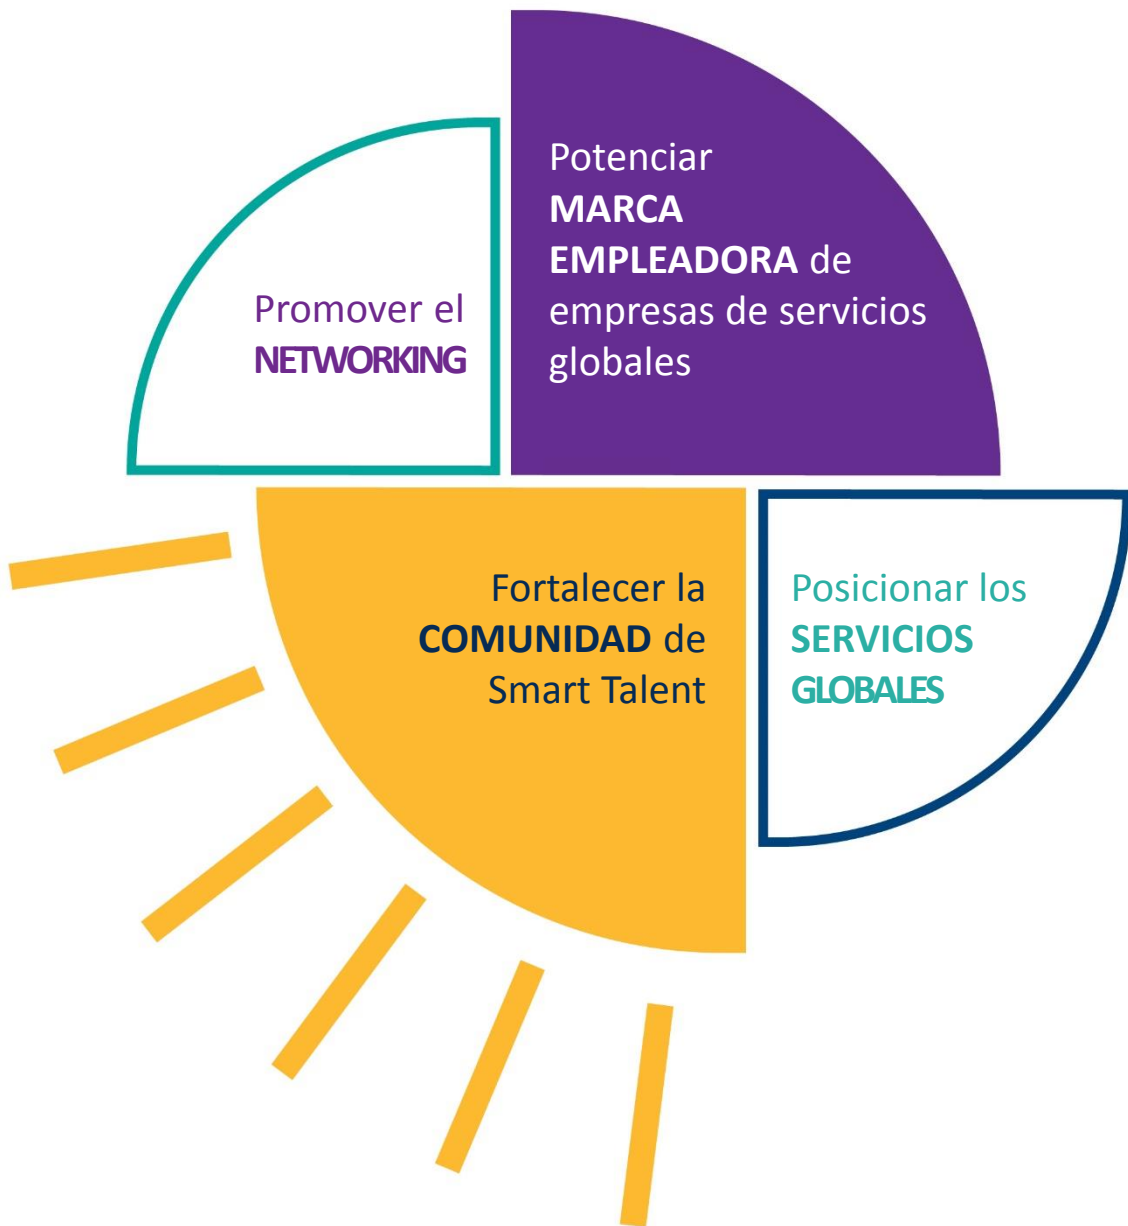 Potenciar
MARCA
EMPLEADORA de
empresas de servicios
globales
Promover el
NETWORKING
Fortalecer la
COMUNIDAD de
Smart Talent
Posicionar los
SERVICIOS
GLOBALES